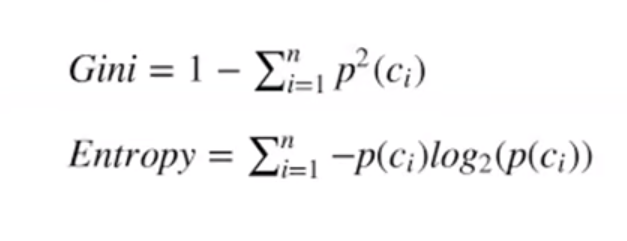 Gini = 1 − ∑ⁿᵢ₌₁ p²(cᵢ)
Entropy = ∑ⁿᵢ₌₁ −p(cᵢ)log₂(p(cᵢ))